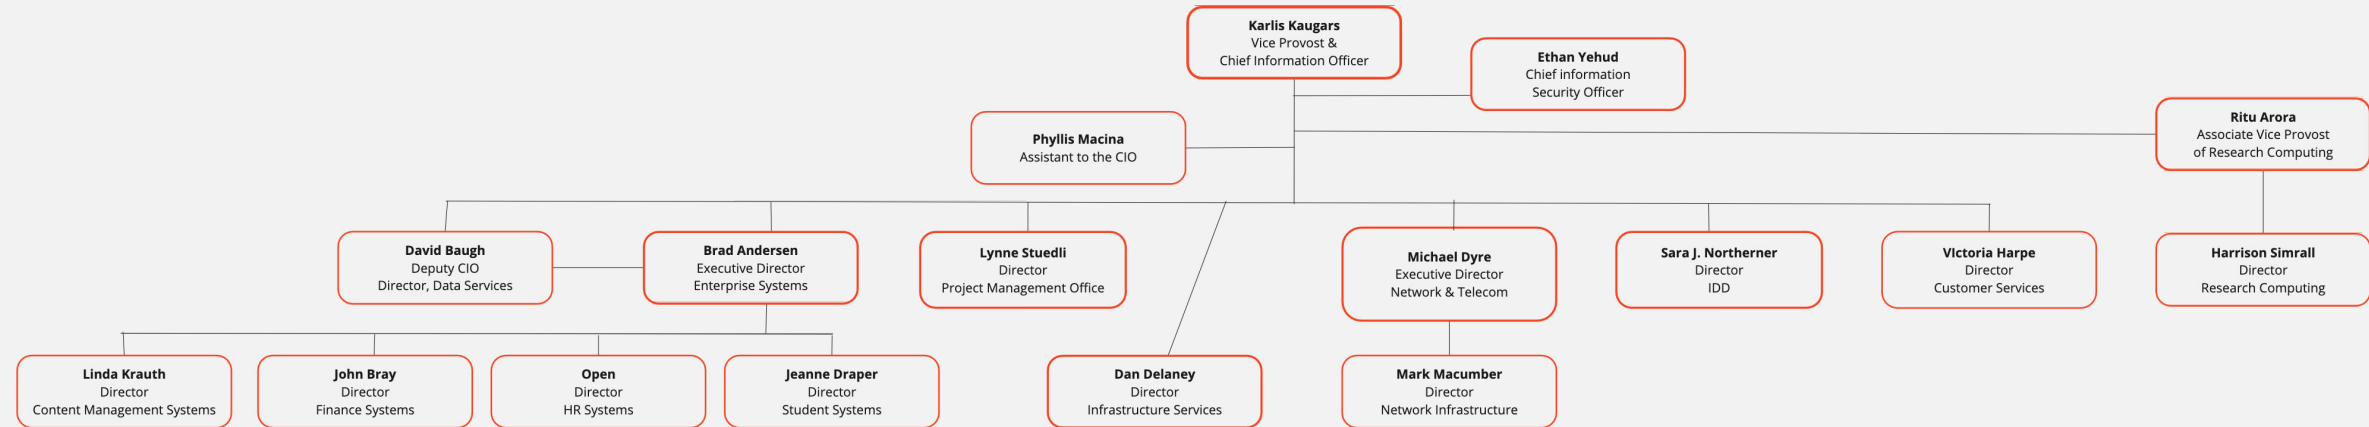 Karlis Kaugars
Vice Provost &
Chief Information Officer
Ethan Yehud
Chief information
Security Officer
Phyllis Macina
Assistant to the CIO
Ritu Arora
Associate Vice Provost
of Research Computing
David Baugh
Deputy CIO
Director, Data Services
Brad Andersen
Executive Director
Enterprise Systems
Lynne Stuedli
Director
Project Management Office
Michael Dyre
Executive Director
Network & Telecom
Sara J. Northerner
Director
IDD
VIctoria Harpe
Director
Customer Services
Harrison Simrall
Director
Research Computing
Linda Krauth
Director
Content Management Systems
John Bray
Director
Finance Systems
Open
Director
HR Systems
Jeanne Draper
Director
Student Systems
Dan Delaney
Director
Infrastructure Services
Mark Macumber
Director
Network Infrastructure